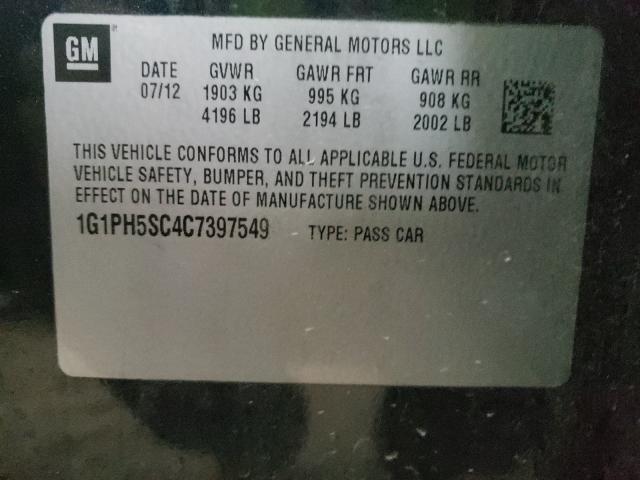 GM
MFD BY GENERAL MOTORS LLC
DATE GVWR GAWR FRT GAWR RR
07/12 1903 KG 995 KG 908 KG
4196 LB 2194 LB 2002 LB
THIS VEHICLE CONFORMS TO ALL APPLICABLE U.S. FEDERAL MOTOR
VEHICLE SAFETY, BUMPER, AND THEFT PREVENTION STANDARDS IN
EFFECT ON THE DATE OF MANUFACTURE SHOWN ABOVE.
1G1PH5SC4C7397549 TYPE: PASS CAR